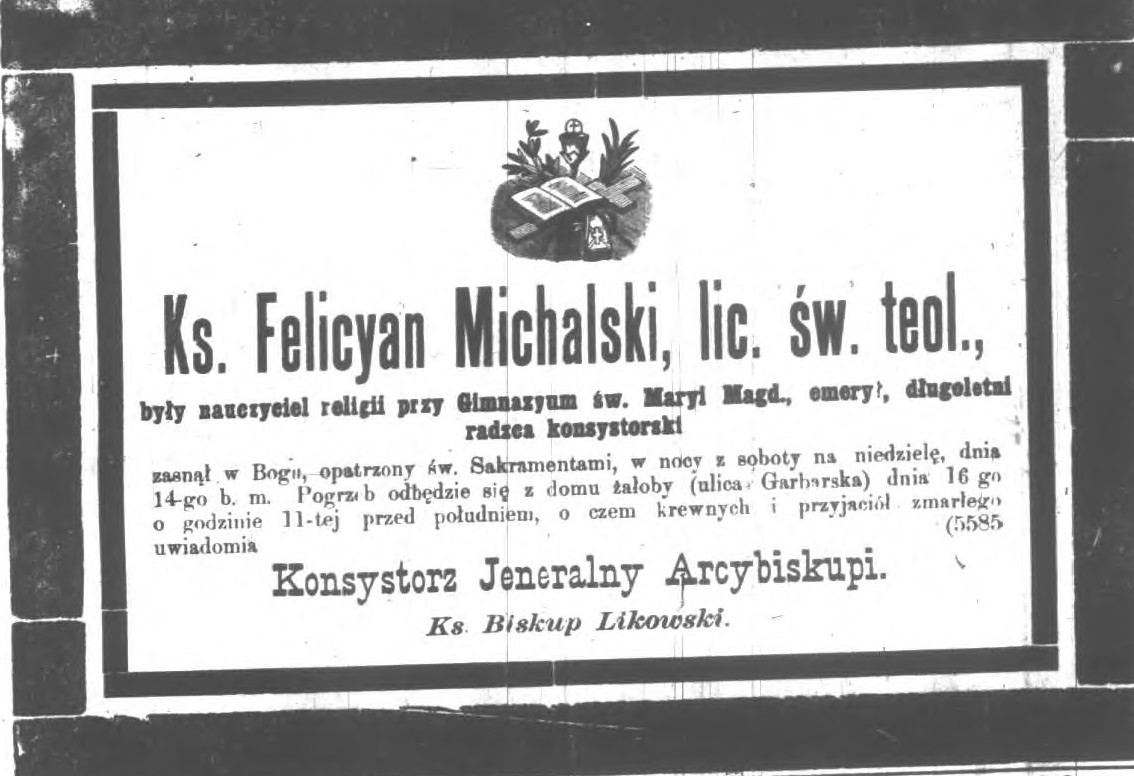 Ks. Felicyan Michalski, lic. św. teol.,
były nauczyciel religii przy Gimnazyum św. Maryi Magd., emeryt, długoletni
radzca konsystorski
zasnął w Bogu, opatrzony św. Sakramentami, w nocy z soboty na niedzielę, dnia
14-go b. m. Pogrzeb odbędzie się z domu żałoby (ulica Garbarska) dnia 16 go
o godzinie 11-tej przed południem, o czem krewnych i przyjaciół zmarłego
uwiadomia (5585
Konsystorz Jeneralny Arcybiskupi.
Ks. Biskup Likowski.